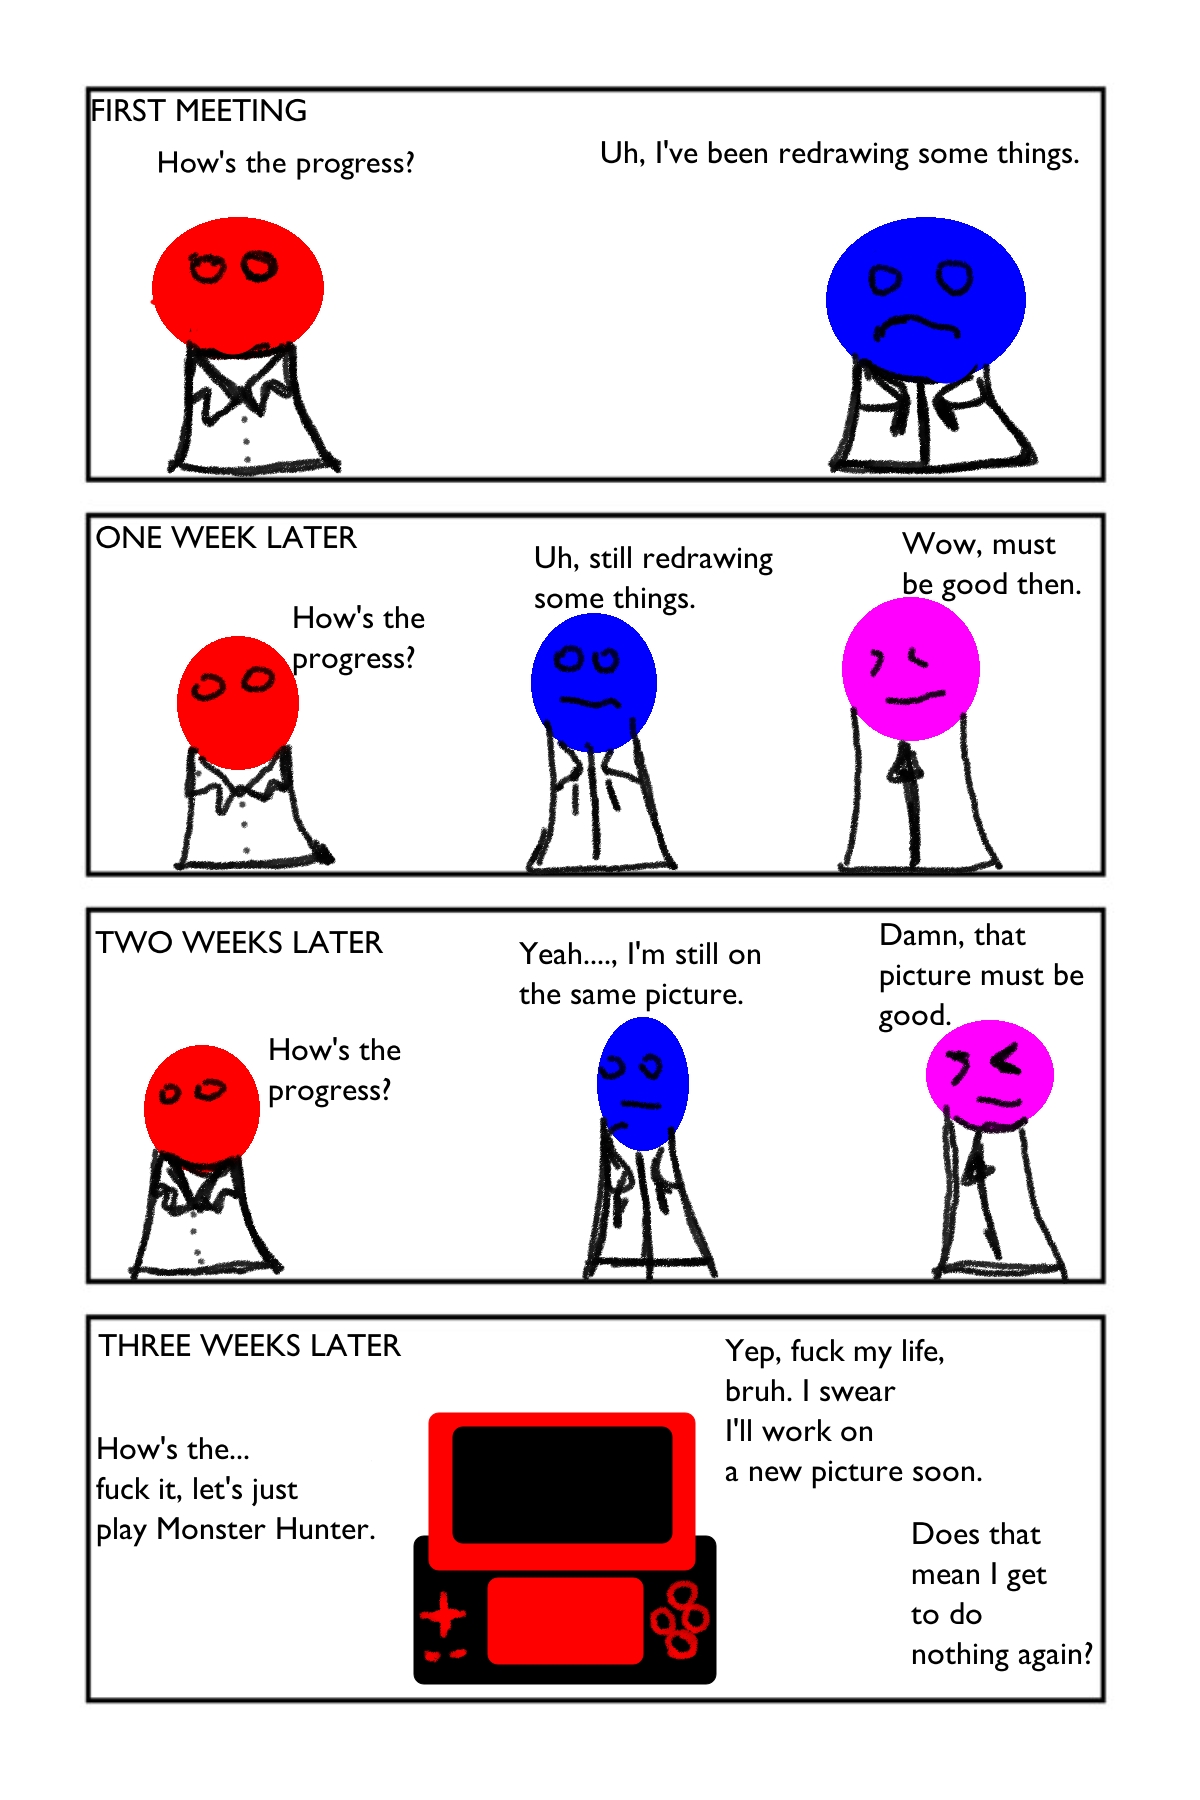 FIRST MEETING
How's the progress?
Uh, I've been redrawing some things.
ONE WEEK LATER
How's the
progress?
Uh, still redrawing
some things.
Wow, must
be good then.
TWO WEEKS LATER
How's the
progress?
Yeah...., I'm still on
the same picture.
Damn, that
picture must be
good.
THREE WEEKS LATER
How's the...
fuck it, let's just
play Monster Hunter.
Yep, fuck my life,
bruh. I swear
I'll work on
a new picture soon.
Does that
mean I get
to do
nothing again?